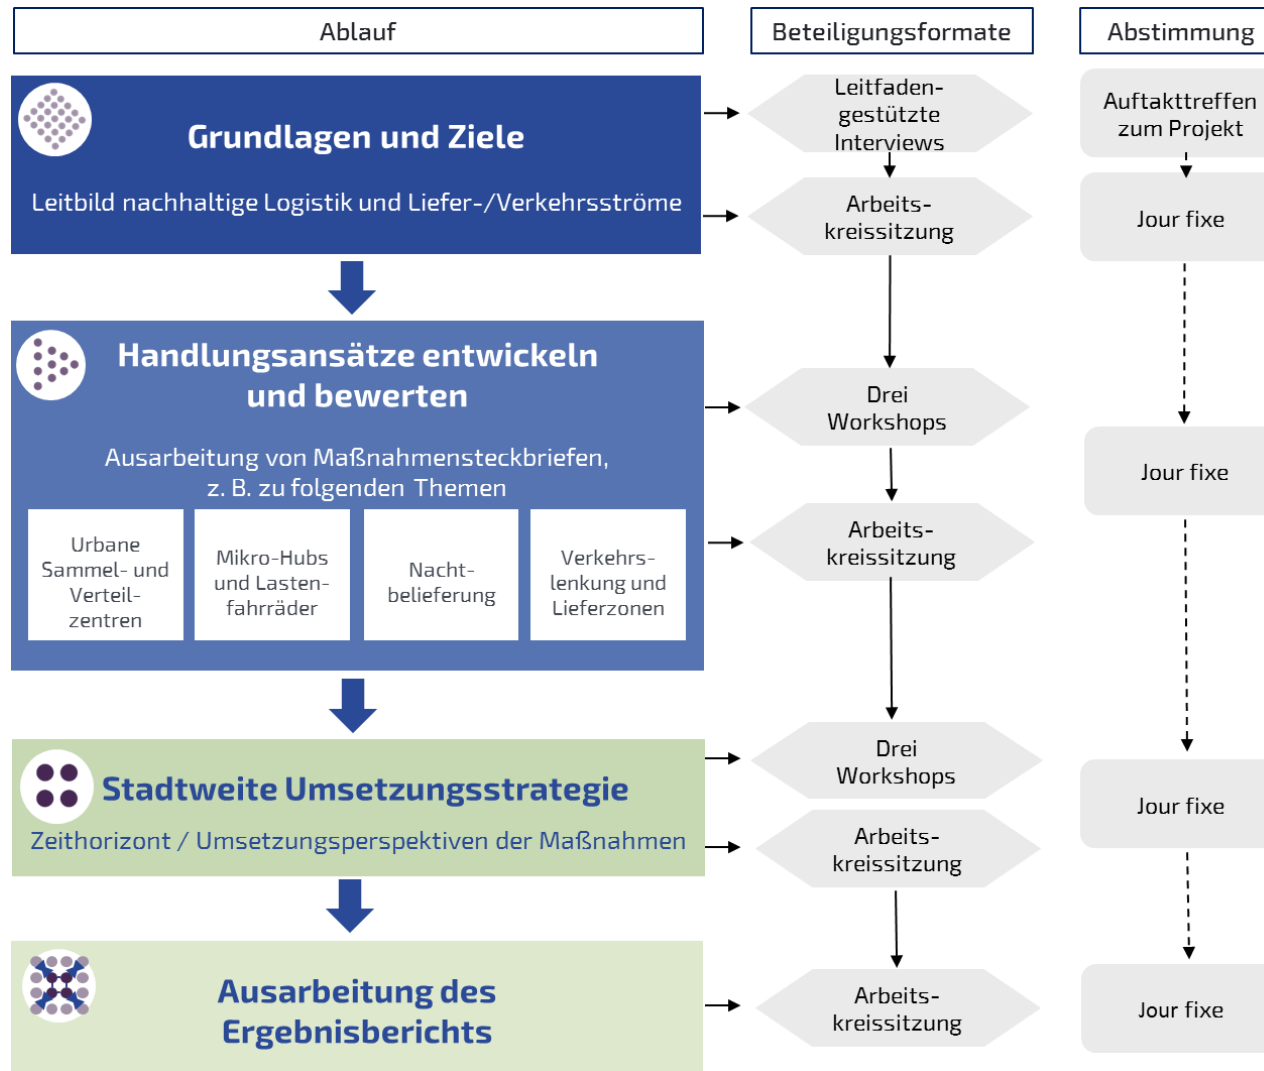 Ablauf
Beteiligungsformate
Abstimmung
Grundlagen und Ziele
Leitbild nachhaltige Logistik und Liefer-/Verkehrsströme
Leitfaden-
gestützte
Interviews
Auftakttreffen
zum Projekt
Arbeits-
kreissitzung
Jour fixe
Handlungsansätze entwickeln
und bewerten
Ausarbeitung von Maßnahmensteckbriefen,
z. B. zu folgenden Themen
Urbane
Sammel- und
Verteil-
zentren
Mikro-Hubs
und Lasten-
fahrräder
Nacht-
belieferung
Verkehrs-
lenkung und
Lieferzonen
Drei
Workshops
Jour fixe
Arbeits-
kreissitzung
Stadtweite Umsetzungsstrategie
Zeithorizont / Umsetzungsperspektiven der Maßnahmen
Drei
Workshops
Arbeits-
kreissitzung
Jour fixe
Ausarbeitung des
Ergebnisberichts
Arbeits-
kreissitzung
Jour fixe